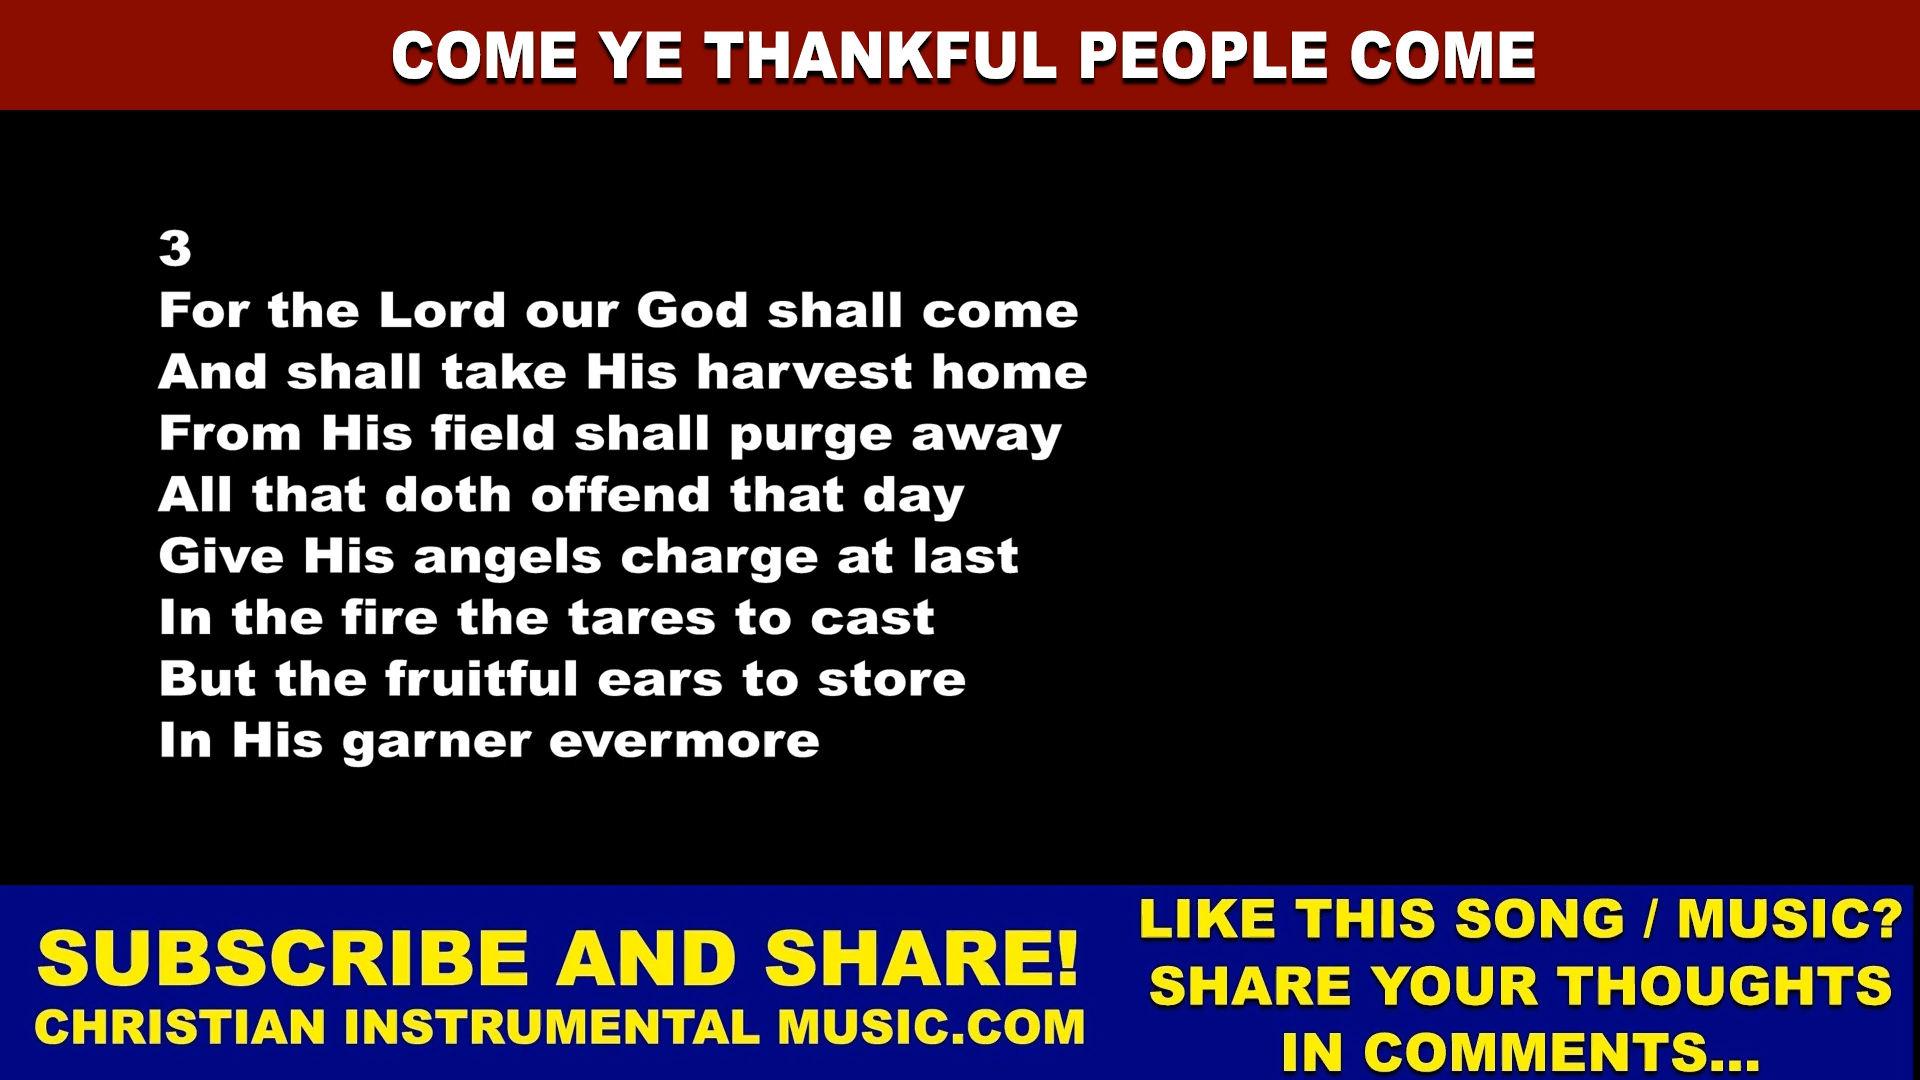 COME YE THANKFUL PEOPLE COME
3
For the Lord our God shall come
And shall take His harvest home
From His field shall purge away
All that doth offend that day
Give His angels charge at last
In the fire the tares to cast
But the fruitful ears to store
In His garner evermore
SUBSCRIBE AND SHARE!
CHRISTIAN INSTRUMENTAL MUSIC.COM
LIKE THIS SONG / MUSIC?
SHARE YOUR THOUGHTS
IN COMMENTS...